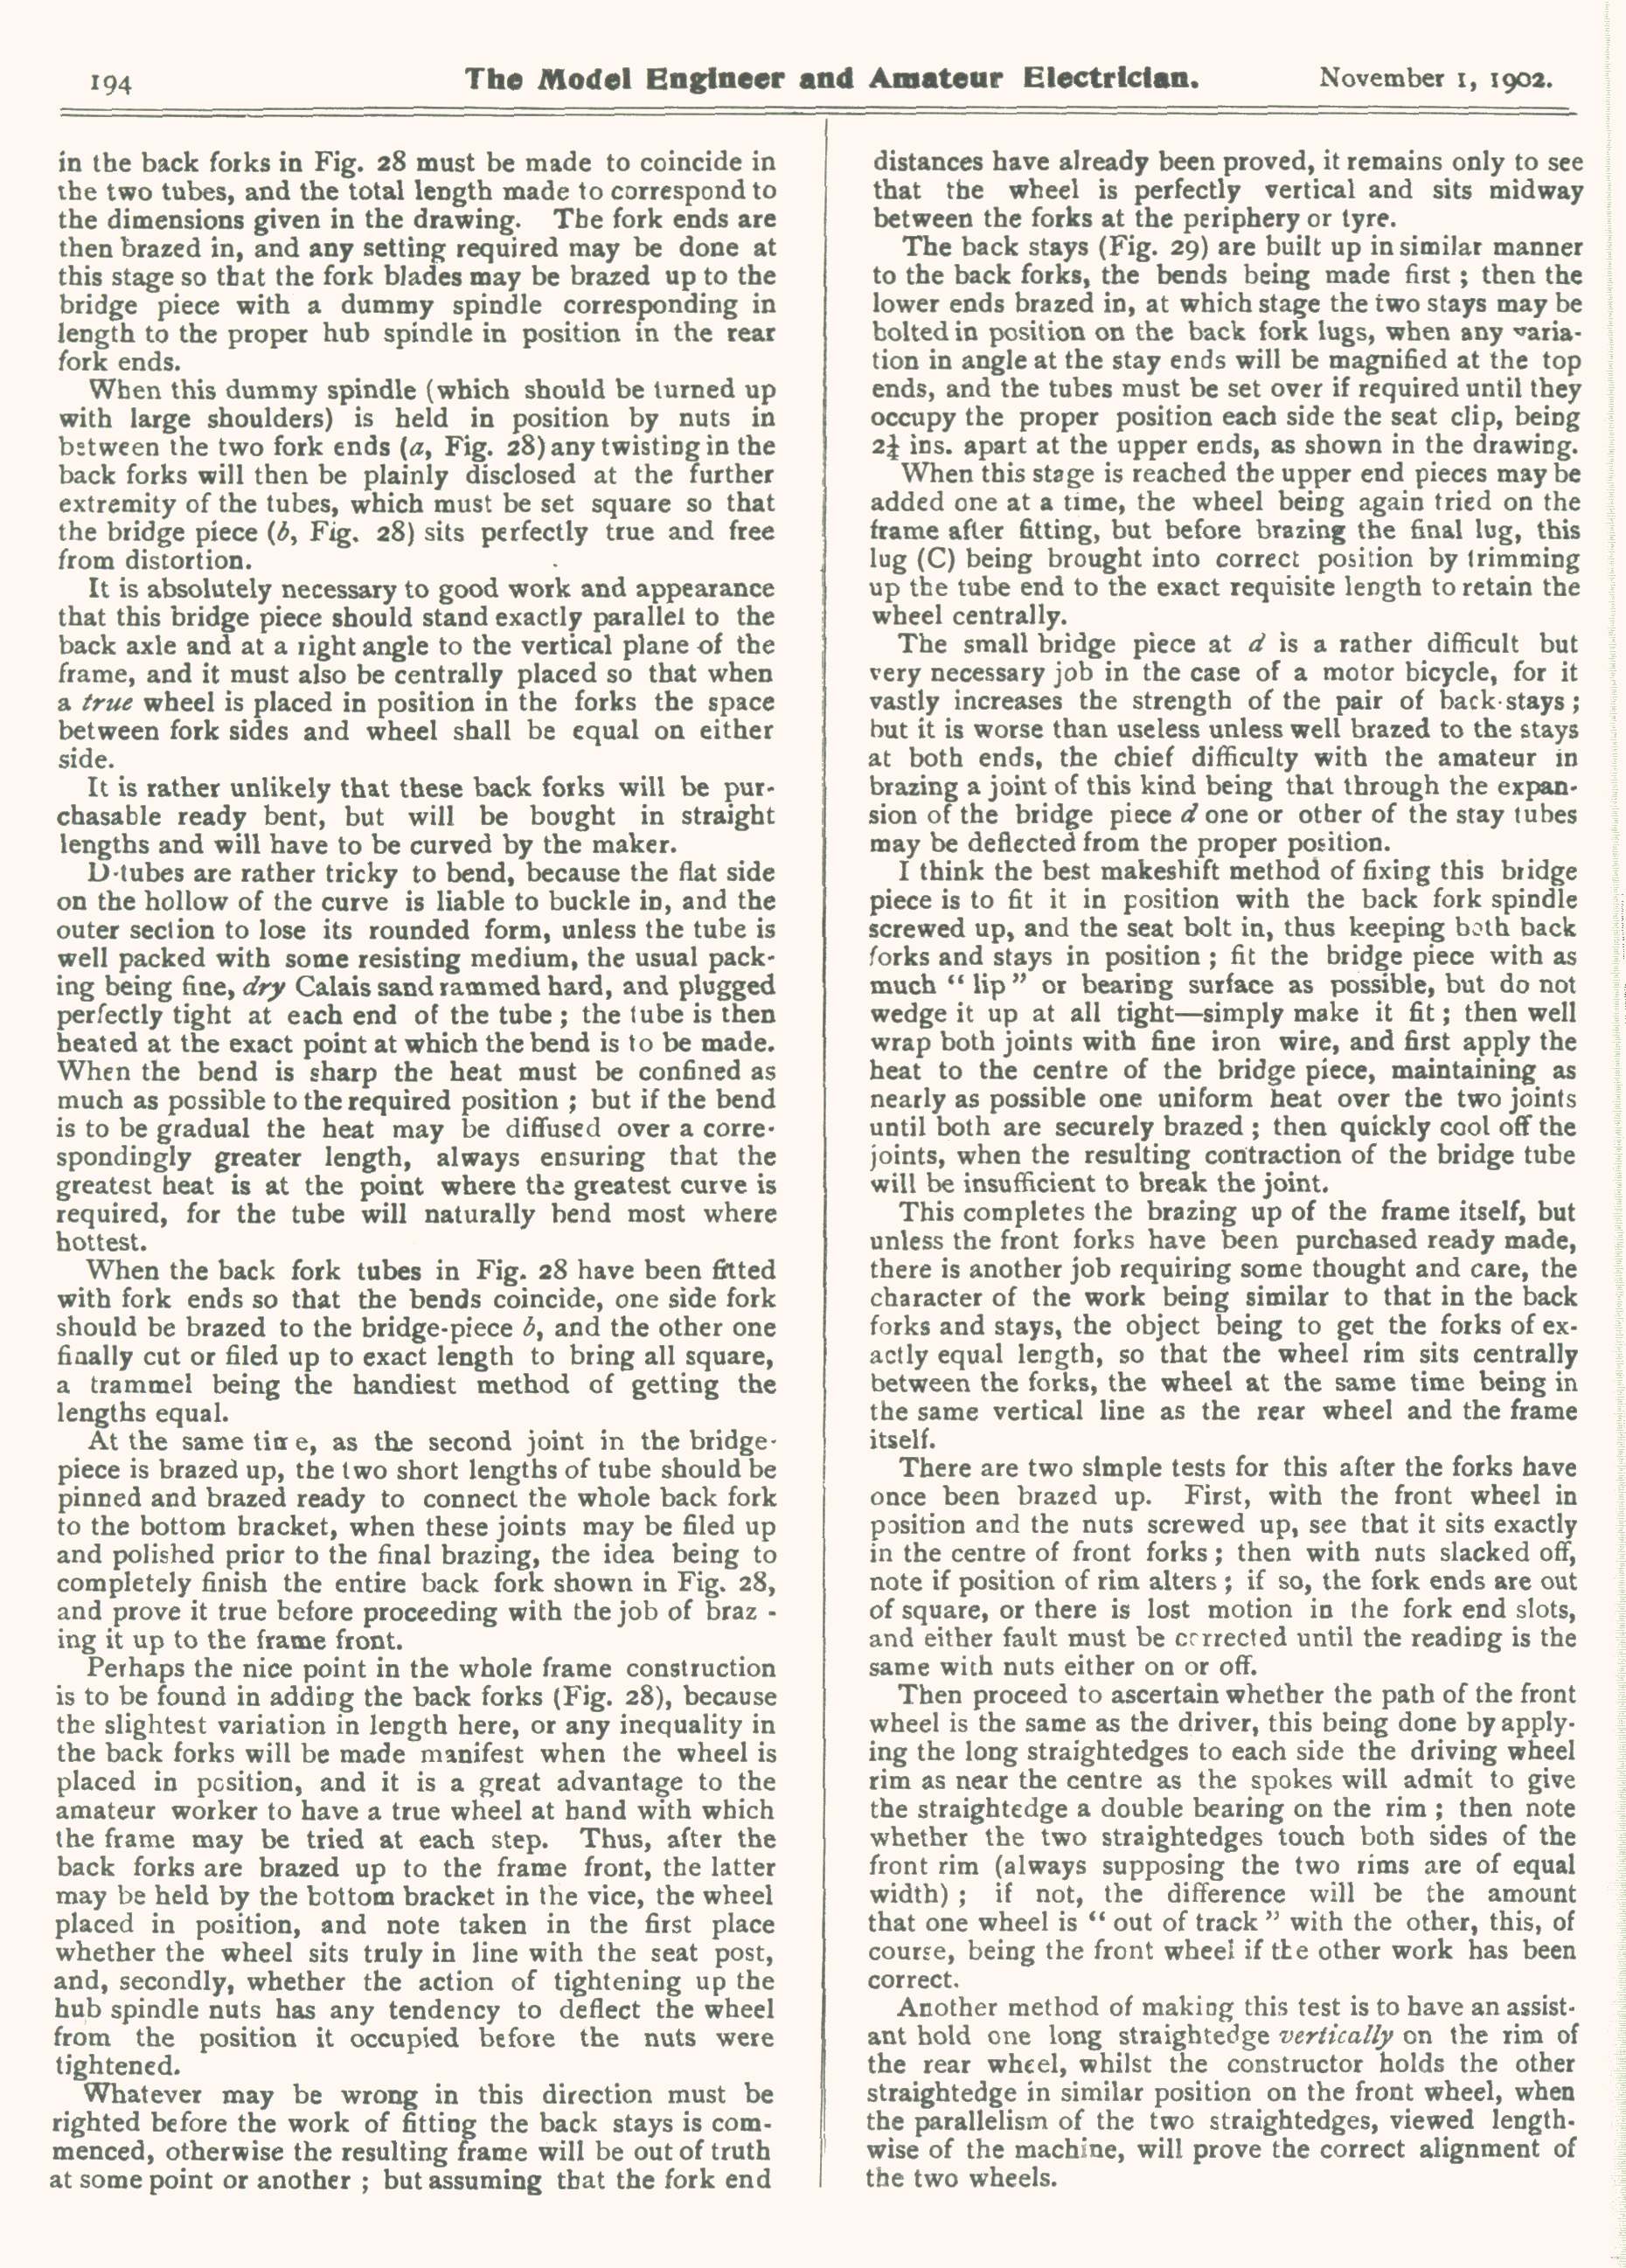 194
The Model Engineer and Amateur Electrician.
November 1, 1902.
in the back forks in Fig. 28 must be made to coincide in
the two tubes, and the total length made to correspond to
the dimensions given in the drawing. The fork ends are
then brazed in, and any setting required may be done at
this stage so that the fork blades may be brazed up to the
bridge piece with a dummy spindle corresponding in
length to the proper hub spindle in position in the rear
fork ends.
When this dummy spindle (which should be turned up
with large shoulders) is held in position by nuts in
between the two fork ends (a, Fig. 28) any twisting in the
back forks will then be plainly disclosed at the further
extremity of the tubes, which must be set square so that
the bridge piece (b, Fig. 28) sits perfectly true and free
from distortion.
It is absolutely necessary to good work and appearance
that this bridge piece should stand exactly parallel to the
back axle and at a right angle to the vertical plane of the
frame, and it must also be centrally placed so that when
a true wheel is placed in position in the forks the space
between fork sides and wheel shall be equal on either
side.
It is rather unlikely that these back forks will be pur-
chasable ready bent, but will be bought in straight
lengths and will have to be curved by the maker.
D-tubes are rather tricky to bend, because the flat side
on the hollow of the curve is liable to buckle in, and the
outer section to lose its rounded form, unless the tube is
well packed with some resisting medium, the usual pack-
ing being fine, dry Calais sand rammed hard, and plugged
perfectly tight at each end of the tube ; the tube is then
heated at the exact point at which the bend is to be made.
When the bend is sharp the heat must be confined as
much as possible to the required position ; but if the bend
is to be gradual the heat may be diffused over a corre-
spondingly greater length, always ensuring that the
greatest heat is at the point where the greatest curve is
required, for the tube will naturally bend most where
hottest.
When the back fork tubes in Fig. 28 have been fitted
with fork ends so that the bends coincide, one side fork
should be brazed to the bridge-piece b, and the other one
finally cut or filed up to exact length to bring all square,
a trammel being the handiest method of getting the
lengths equal.
At the same time, as the second joint in the bridge-
piece is brazed up, the two short lengths of tube should be
pinned and brazed ready to connect the whole back fork
to the bottom bracket, when these joints may be filed up
and polished prior to the final brazing, the idea being to
completely finish the entire back fork shown in Fig. 28,
and prove it true before proceeding with the job of braz -
ing it up to the frame front.
Perhaps the nice point in the whole frame construction
is to be found in adding the back forks (Fig. 28), because
the slightest variation in length here, or any inequality in
the back forks will be made manifest when the wheel is
placed in position, and it is a great advantage to the
amateur worker to have a true wheel at hand with which
the frame may be tried at each step. Thus, after the
back forks are brazed up to the frame front, the latter
may be held by the bottom bracket in the vice, the wheel
placed in position, and note taken in the first place
whether the wheel sits truly in line with the seat post,
and, secondly, whether the action of tightening up the
hub spindle nuts has any tendency to deflect the wheel
from the position it occupied before the nuts were
tightened.
Whatever may be wrong in this direction must be
righted before the work of fitting the back stays is com-
menced, otherwise the resulting frame will be out of truth
at some point or another ; but assuming that the fork end
distances have already been proved, it remains only to see
that the wheel is perfectly vertical and sits midway
between the forks at the periphery or tyre.
The back stays (Fig. 29) are built up in similar manner
to the back forks, the bends being made first ; then the
lower ends brazed in, at which stage the two stays may be
bolted in position on the back fork lugs, when any varia-
tion in angle at the stay ends will be magnified at the top
ends, and the tubes must be set over if required until they
occupy the proper position each side the seat clip, being
ins. apart at the upper ends, as shown in the drawing.
When this stage is reached the upper end pieces may be
added one at a time, the wheel being again tried on the
frame after fitting, but before brazing the final lug, this
lug (C) being brought into correct position by trimming
up the tube end to the exact requisite length to retain the
wheel centrally.
The small bridge piece at d is a rather difficult but
very necessary job in the case of a motor bicycle, for it
vastly increases the strength of the pair of back-stays ;
but it is worse than useless unless well brazed to the stays
at both ends, the chief difficulty with the amateur in
brazing a joint of this kind being that through the expan-
sion of the bridge piece d one or other of the stay tubes
may be deflected from the proper position.
I think the best makeshift method of fixing this bridge
piece is to fit it in position with the back fork spindle
screwed up, and the seat bolt in, thus keeping both back
forks and stays in position ; fit the bridge piece with as
much “ lip ” or bearing surface as possible, but do not
wedge it up at all tight—simply make it fit ; then well
wrap both joints with fine iron wire, and first apply the
heat to the centre of the bridge piece, maintaining as
nearly as possible one uniform heat over the two joints
until both are securely brazed ; then quickly cool off the
joints, when the resulting contraction of the bridge tube
will be insufficient to break the joint.
This completes the brazing up of the frame itself, but
unless the front forks have been purchased ready made,
there is another job requiring some thought and care, the
character of the work being similar to that in the back
forks and stays, the object being to get the forks of ex-
actly equal length, so that the wheel rim sits centrally
between the forks, the wheel at the same time being in
the same vertical line as the rear wheel and the frame
itself.
There are two simple tests for this after the forks have
once been brazed up. First, with the front wheel in
position and the nuts screwed up, see that it sits exactly
in the centre of front forks ; then with nuts slacked off,
note if position of rim alters ; if so, the fork ends are out
of square, or there is lost motion in the fork end slots,
and either fault must be corrected until the reading is the
same with nuts either on or off.
Then proceed to ascertain whether the path of the front
wheel is the same as the driver, this being done by apply-
ing the long straightedges to each side the driving wheel
rim as near the centre as the spokes will admit to give
the straightedge a double bearing on the rim ; then note
whether the two straightedges touch both sides of the
front rim (always supposing the two rims are of equal
width) ; if not, the difference will be the amount
that one wheel is “ out of track ” with the other, this, of
course, being the front wheel if the other work has been
correct.
Another method of making this test is to have an assist-
ant hold one long straightedge vertically on the rim of
the rear wheel, whilst the constructor holds the other
straightedge in similar position on the front wheel, when
the parallelism of the two straightedges, viewed length-
wise of the machine, will prove the correct alignment of
the two wheels.